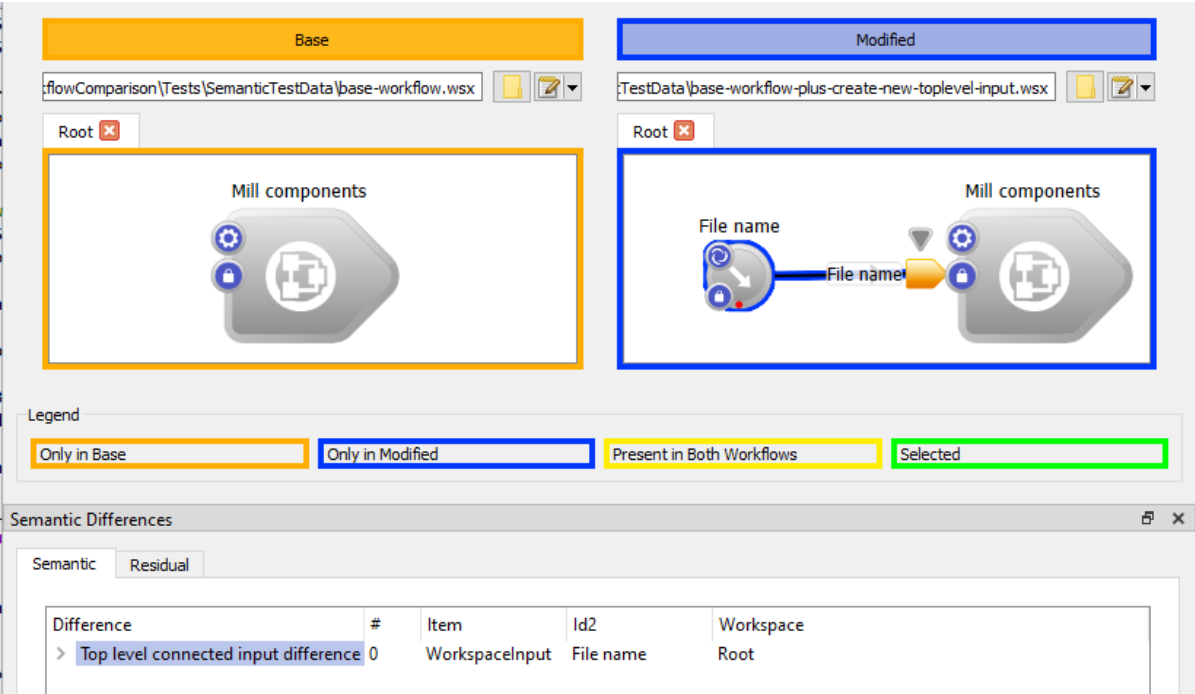 Base
Modified
:flowComparison\Tests\SemanticTestData\base-workflow.wsx
:TestData\base-workflow-plus-create-new-toplevel-input.wsx
Root
Root
Mill components
Mill components
File name
File name
Legend
Only in Base
Only in Modified
Present in Both Workflows
Selected
Semantic Differences
Semantic
Residual
Difference # Item Id2 Workspace
Top level connected input difference 0 WorkspaceInput File name Root